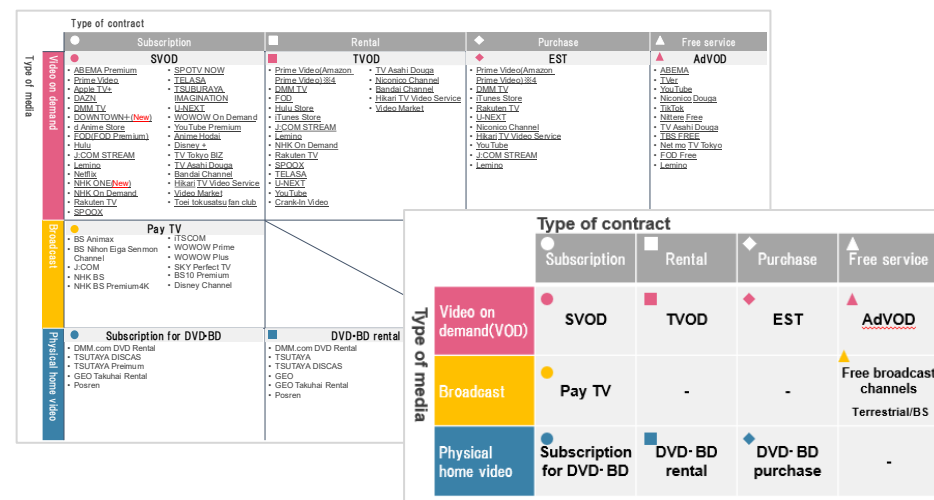 Type of contract
Subscription
Rental
Purchase
Free service
Type of media
Video on demand
SVOD
• ABEMA Premium
• Prime Video
• Apple TV+
• DAZN
• DMM TV
• DOWNTOWN+(New)
• d Anime Store
• FOD(FOD Premium)
• Hulu
• J:COM STREAM
• Lemino
• Netflix
• NHK ONE(New)
• NHK On Demand
• Rakuten TV
• SPOOX
• SPOTV NOW
• TELASA
• TSUBURAYA
IMAGINATION
• U-NEXT
• WOWOW On Demand
• YouTube Premium
• Anime Hodai
• Disney +
• TV Tokyo BIZ
• TV Asahi Douga
• Bandai Channel
• Hikari TV Video Service
• Video Market
• Toei tokusatsu fan club
TVOD
• Prime Video(Amazon
Prime Video)※4
• DMM TV
• FOD
• Hulu Store
• iTunes Store
• J:COM STREAM
• Lemino
• NHK On Demand
• Rakuten TV
• SPOOX
• TELASA
• U-NEXT
• YouTube
• Crank-In Video
• TV Asahi Douga
• Niconico Channel
• Bandai Channel
• Hikari TV Video Service
• Video Market
EST
• Prime Video(Amazon
Prime Video)※4
• DMM TV
• iTunes Store
• Rakuten TV
• U-NEXT
• Niconico Channel
• Hikari TV Video Service
• YouTube
• J:COM STREAM
• Lemino
AdVOD
• ABEMA
• TVer
• YouTube
• Niconico Douga
• TikTok
• Nittere Free
• TV Asahi Douga
• TBS FREE
• Net mo TV Tokyo
• FOD Free
• Lemino
Broadcast
Pay TV
• BS Animax
• BS Nihon Eiga Senmon
Channel
• J:COM
• NHK BS
• NHK BS Premium4K
• iTSCOM
• WOWOW Prime
• WOWOW Plus
• SKY Perfect TV
• BS10 Premium
• Disney Channel
Physical home video
Subscription for DVD・BD
• DMM.com DVD Rental
• TSUTAYA DISCAS
• TSUTAYA Preimum
• GEO Takuhai Rental
• Posren
DVD・BD rental
• DMM.com DVD Rental
• TSUTAYA
• TSUTAYA DISCAS
• GEO
• GEO Takuhai Rental
• Posren
Type of contract
Subscription
Rental
Purchase
Free service
Type of media
Video on
demand(VOD)
SVOD
TVOD
EST
AdVOD
Broadcast
Pay TV
-
-
Free broadcast
channels
Terrestrial/BS
Physical
home video
Subscription
for DVD・BD
DVD・BD
rental
DVD・BD
purchase
-